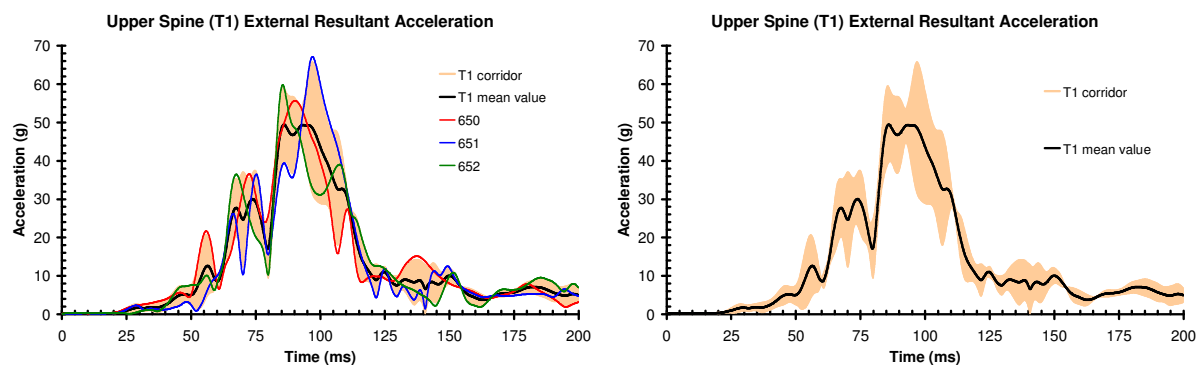 Upper Spine (T1) External Resultant Acceleration
Acceleration (g)
70
60
50
40
30
20
10
0
T1 corridor
T1 mean value
650
651
652
0 25 50 75 100 125 150 175 200
Time (ms)
Upper Spine (T1) External Resultant Acceleration
Acceleration (g)
70
60
50
40
30
20
10
0
T1 corridor
T1 mean value
0 25 50 75 100 125 150 175 200
Time (ms)